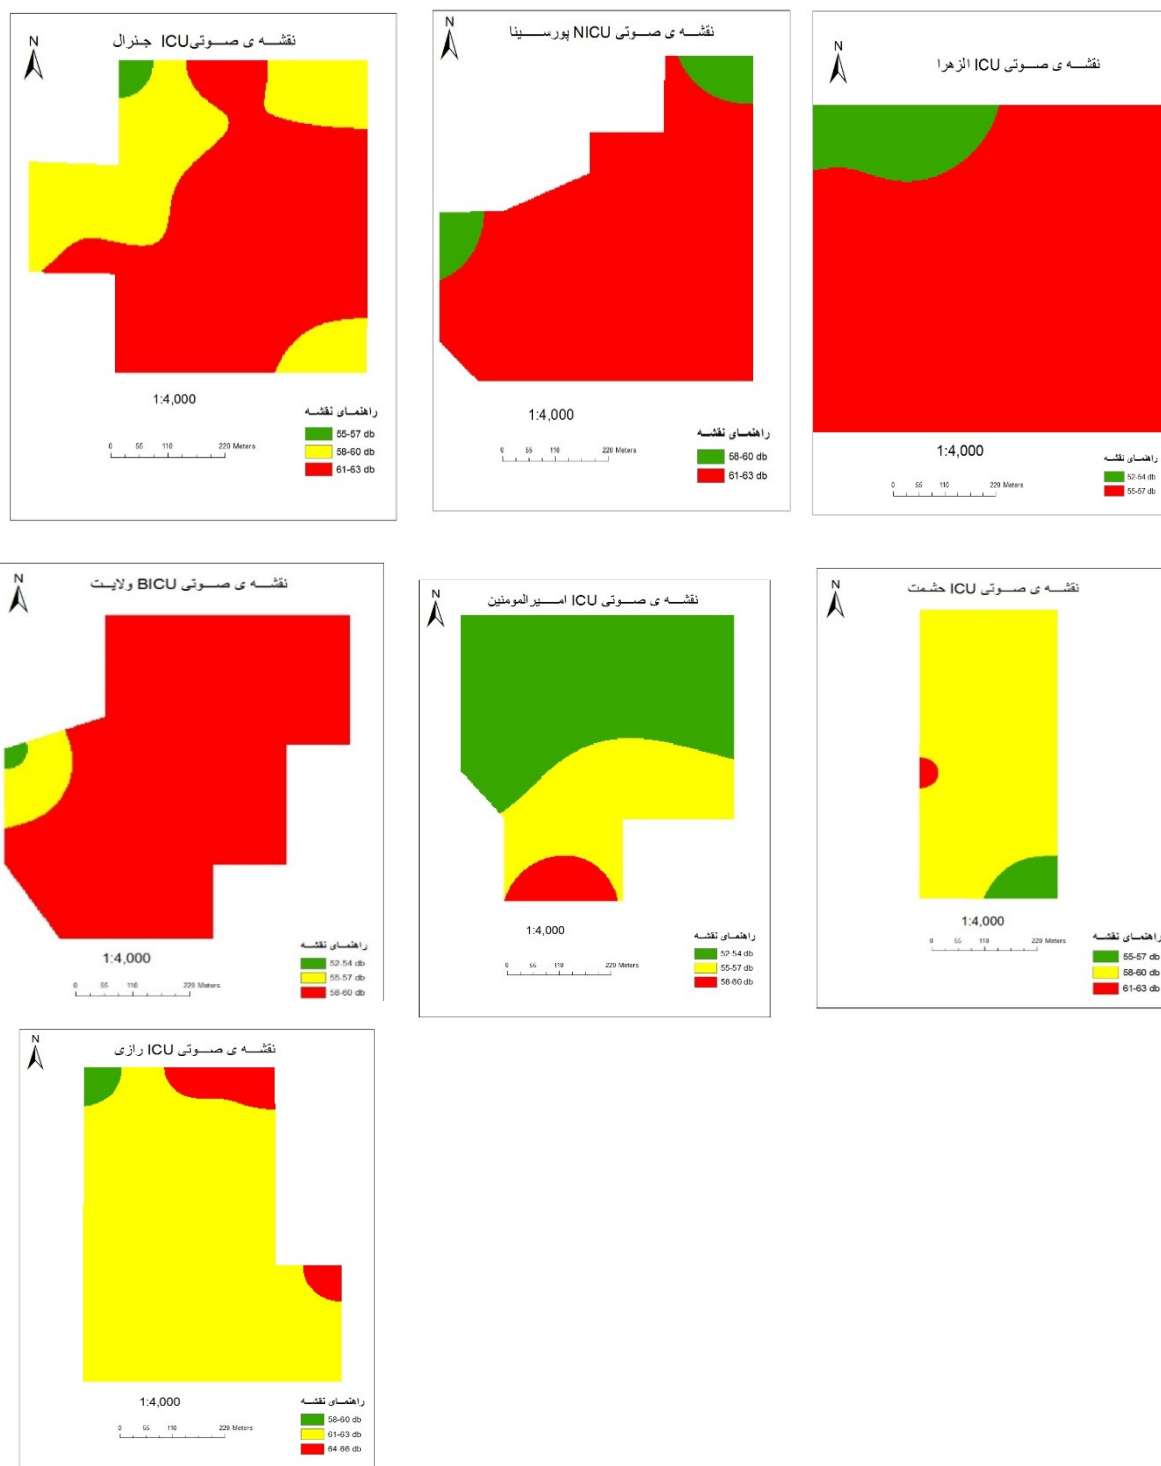 N
نقشه ی صوتی ICU جنرال
1:4,000
0 55 110 220 Meters
راهنمای نقشه
55-57 db
58-60 db
61-63 db
N
نقشه ی صوتی NICU پورسینا
1:4,000
0 55 110 220 Meters
راهنمای نقشه
58-60 db
61-63 db
N
نقشه ی صوتی ICU الزهرا
1:4,000
0 55 110 220 Meters
راهنمای نقشه
52-54 db
55-57 db
N
نقشه ی صوتی BICU ولایت
1:4,000
0 55 110 220 Meters
راهنمای نقشه
52-54 db
55-57 db
58-60 db
N
نقشه ی صوتی ICU امیرالمومنین
1:4,000
0 55 110 220 Meters
راهنمای نقشه
52-54 db
55-57 db
58-60 db
N
نقشه ی صوتی ICU حشمت
1:4,000
0 55 110 220 Meters
راهنمای نقشه
55-57 db
58-60 db
61-63 db
N
نقشه ی صوتی ICU رازی
1:4,000
0 55 110 220 Meters
راهنمای نقشه
58-60 db
61-63 db
64-66 db